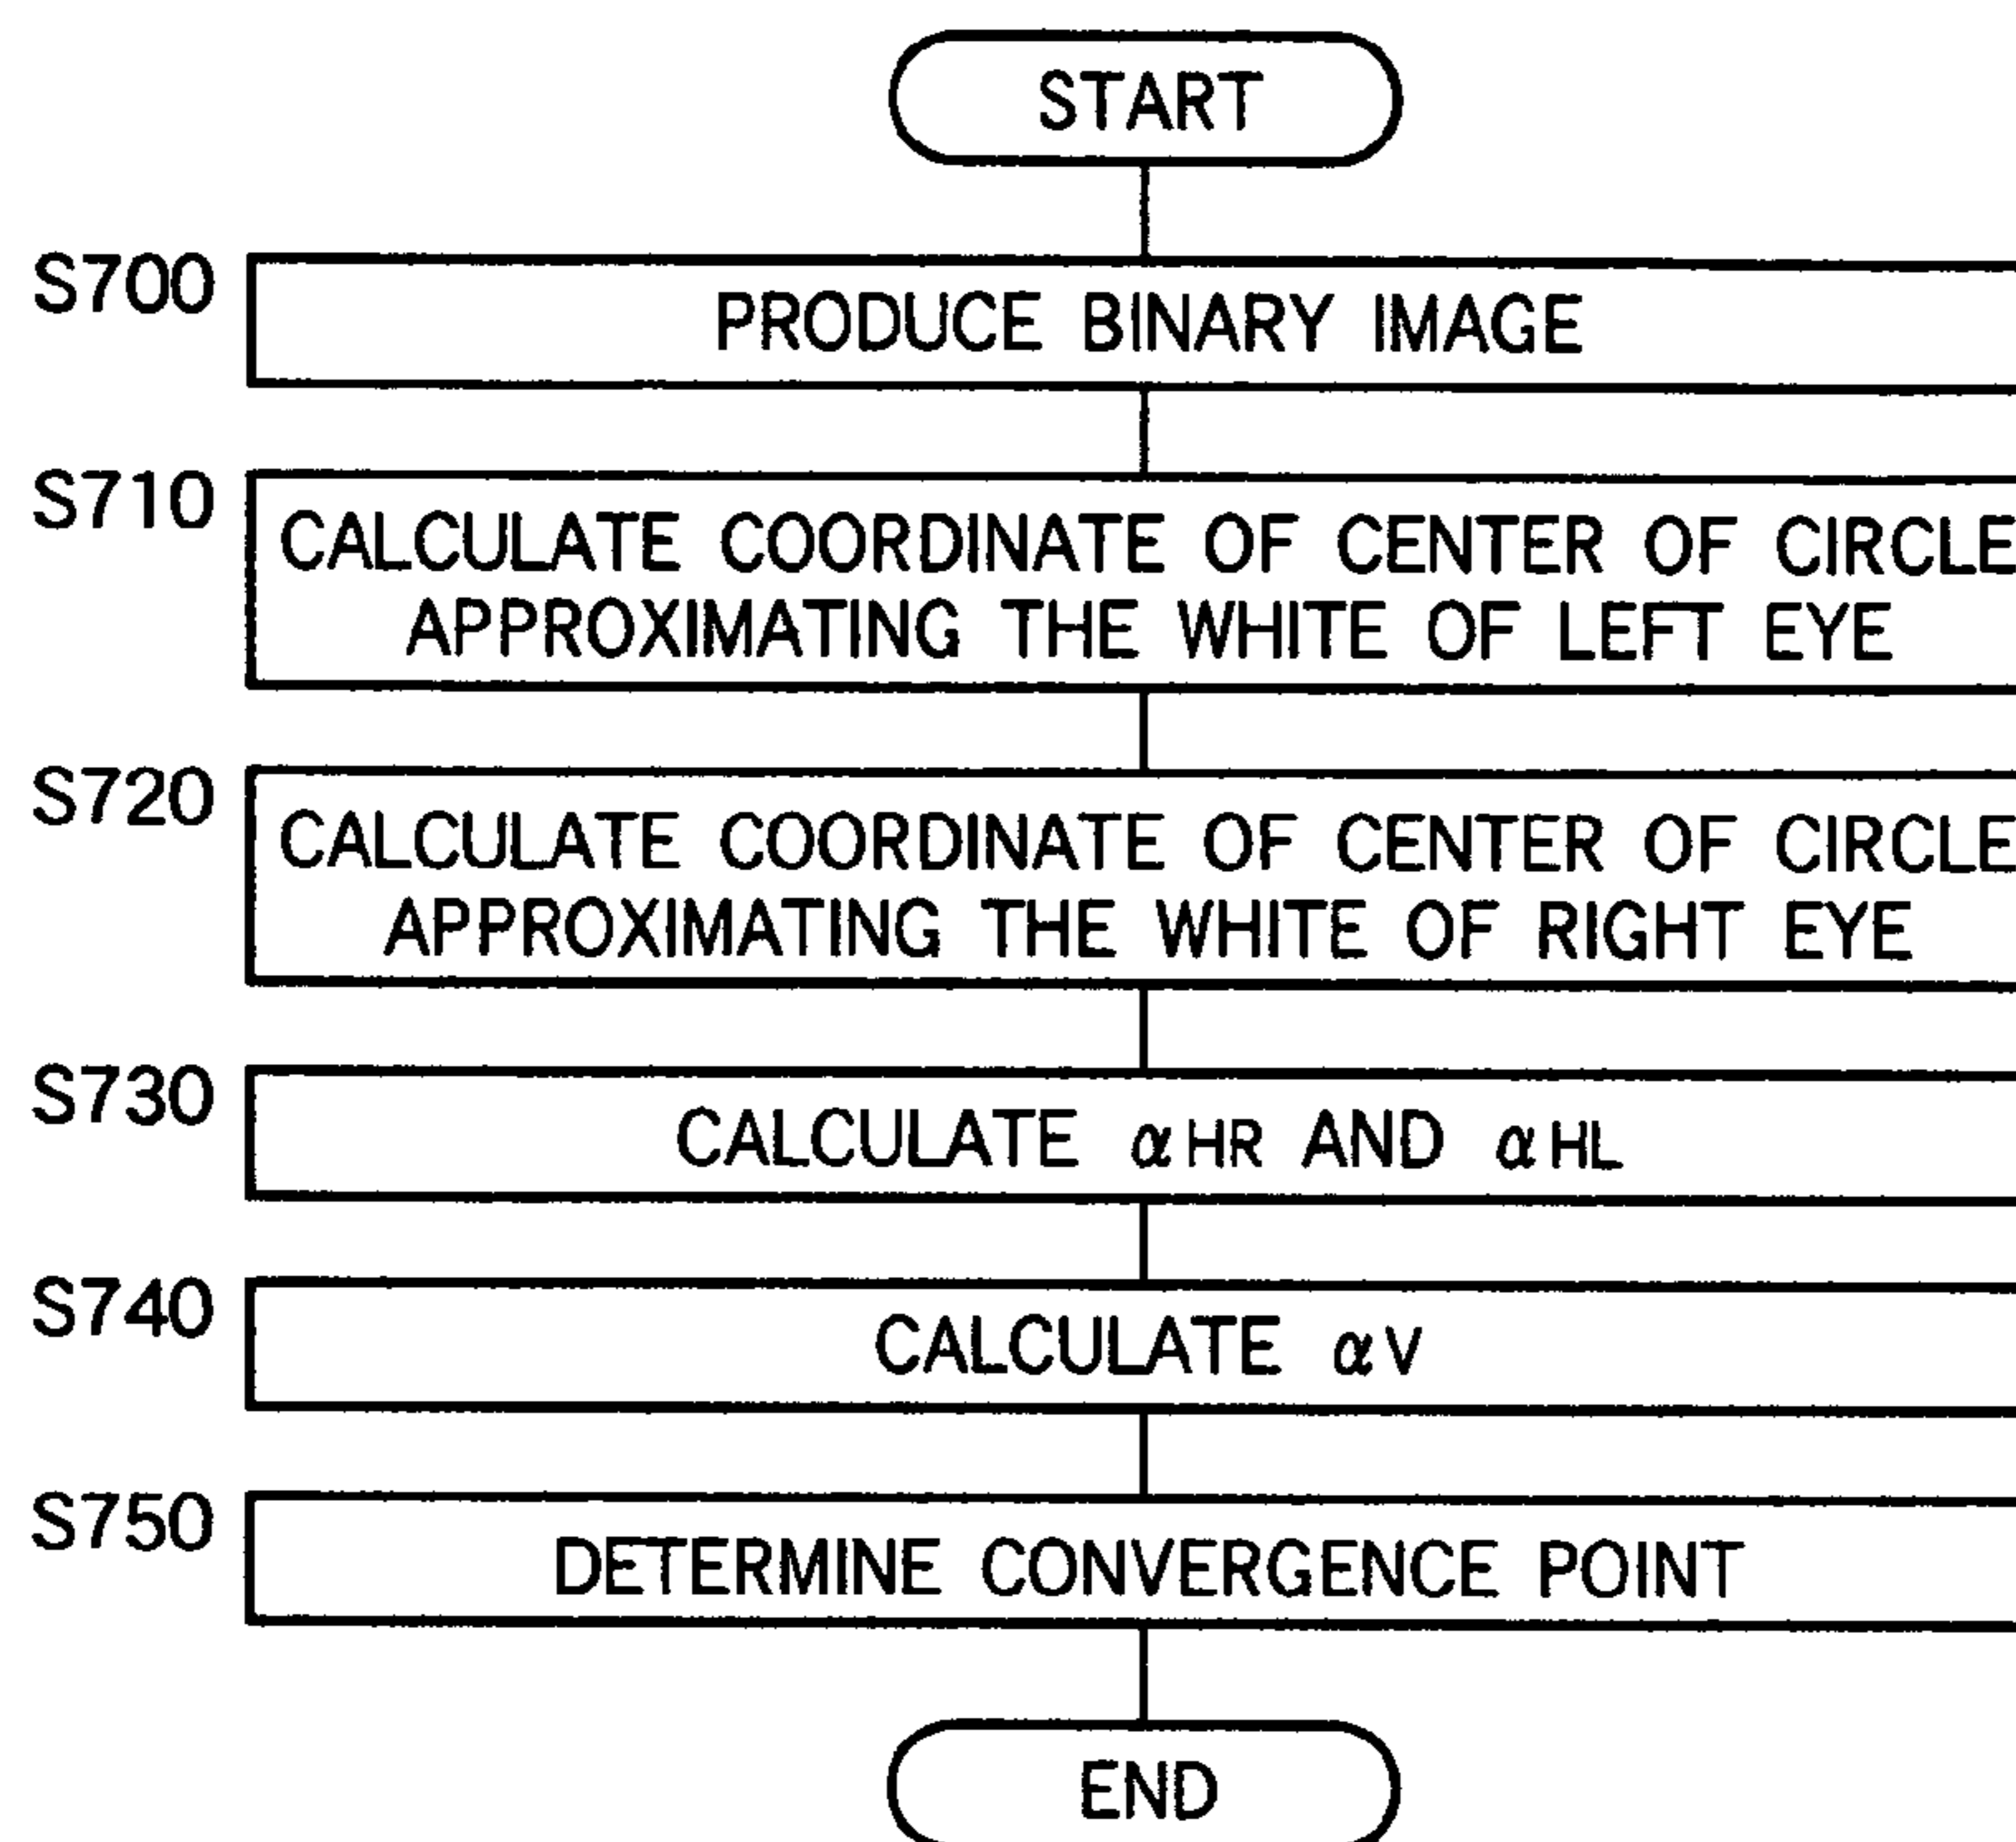 START
S700
PRODUCE BINARY IMAGE
S710
CALCULATE COORDINATE OF CENTER OF CIRCLE
APPROXIMATING THE WHITE OF LEFT EYE
S720
CALCULATE COORDINATE OF CENTER OF CIRCLE
APPROXIMATING THE WHITE OF RIGHT EYE
S730
CALCULATE αHR AND αHL
S740
CALCULATE αV
S750
DETERMINE CONVERGENCE POINT
END